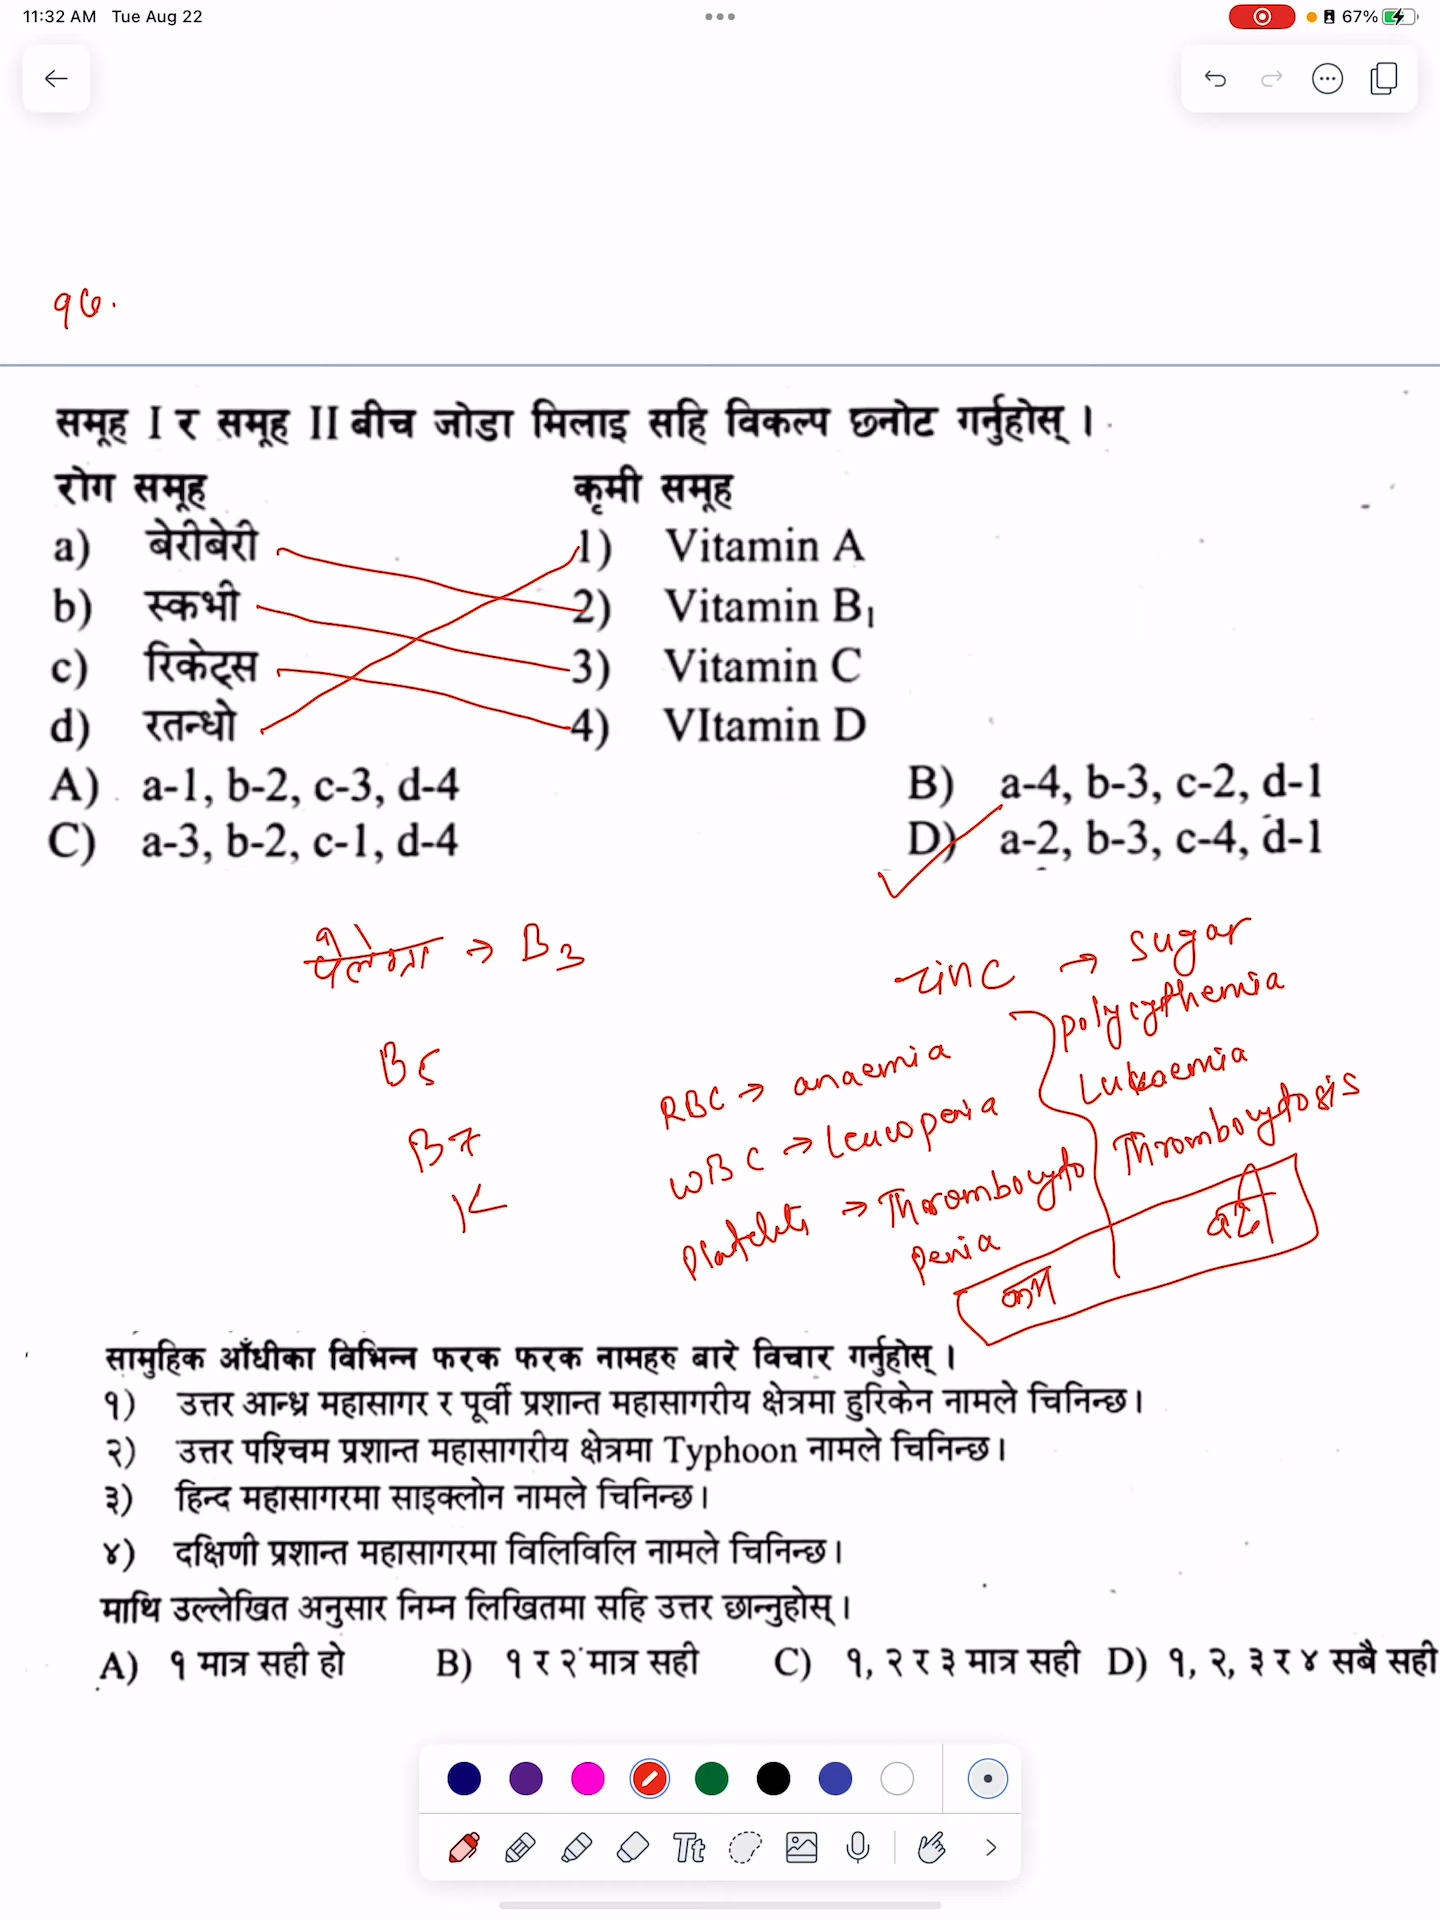 11:32 AM Tue Aug 22
67%
१७.
समूह I र समूह II बीच जोडा मिलाइ सहि विकल्प छनोट गर्नुहोस् ।
रोग समूह कृमी समूह
a) बेरीबेरी 1) Vitamin A
b) स्कभी 2) Vitamin B₁
c) रिकेट्स 3) Vitamin C
d) रतन्धो 4) VItamin D
A) a-1, b-2, c-3, d-4 B) a-4, b-3, c-2, d-1
C) a-3, b-2, c-1, d-4 D) a-2, b-3, c-4, d-1
पेलेग्रा → B3
zinc → sugar
B5
B7
K
RBC → anaemia polycythemia
WBC → leucopenia Lukaemia
Platelets → Thrombocyto Thrombocytosis
penia
कम बढी
सामुहिक आँधीका विभिन्न फरक फरक नामहरु बारे विचार गर्नुहोस् ।
१) उत्तर आन्ध्र महासागर र पूर्वी प्रशान्त महासागरीय क्षेत्रमा हुरिकेन नामले चिनिन्छ।
२) उत्तर पश्चिम प्रशान्त महासागरीय क्षेत्रमा Typhoon नामले चिनिन्छ।
३) हिन्द महासागरमा साइक्लोन नामले चिनिन्छ।
४) दक्षिणी प्रशान्त महासागरमा विलिविलि नामले चिनिन्छ।
माथि उल्लेखित अनुसार निम्न लिखितमा सहि उत्तर छान्नुहोस् ।
A) १ मात्र सही हो B) १ र २ मात्र सही C) १, २ र ३ मात्र सही D) १, २, ३ र ४ सबै सही
Tt